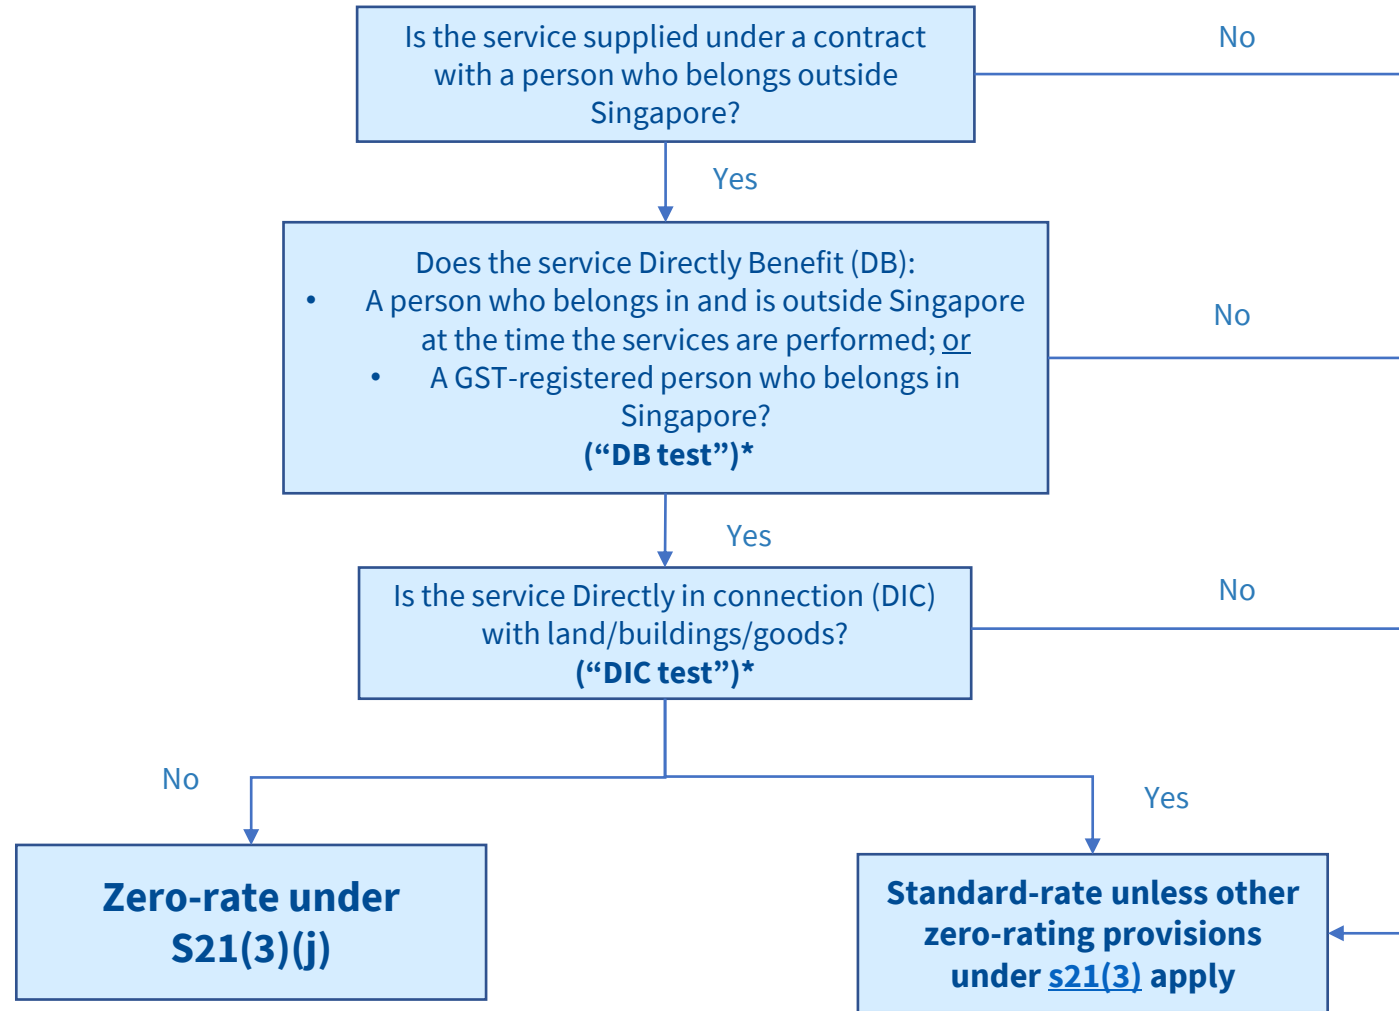 Is the service supplied under a contract
with a person who belongs outside
Singapore?
No
Yes
Does the service Directly Benefit (DB):
• A person who belongs in and is outside Singapore
at the time the services are performed; or
• A GST-registered person who belongs in
Singapore?
(“DB test”)*
No
Yes
Is the service Directly in connection (DIC)
with land/buildings/goods?
(“DIC test”)*
No
No
Yes
Zero-rate under
S21(3)(j)
Standard-rate unless other
zero-rating provisions
under s21(3) apply